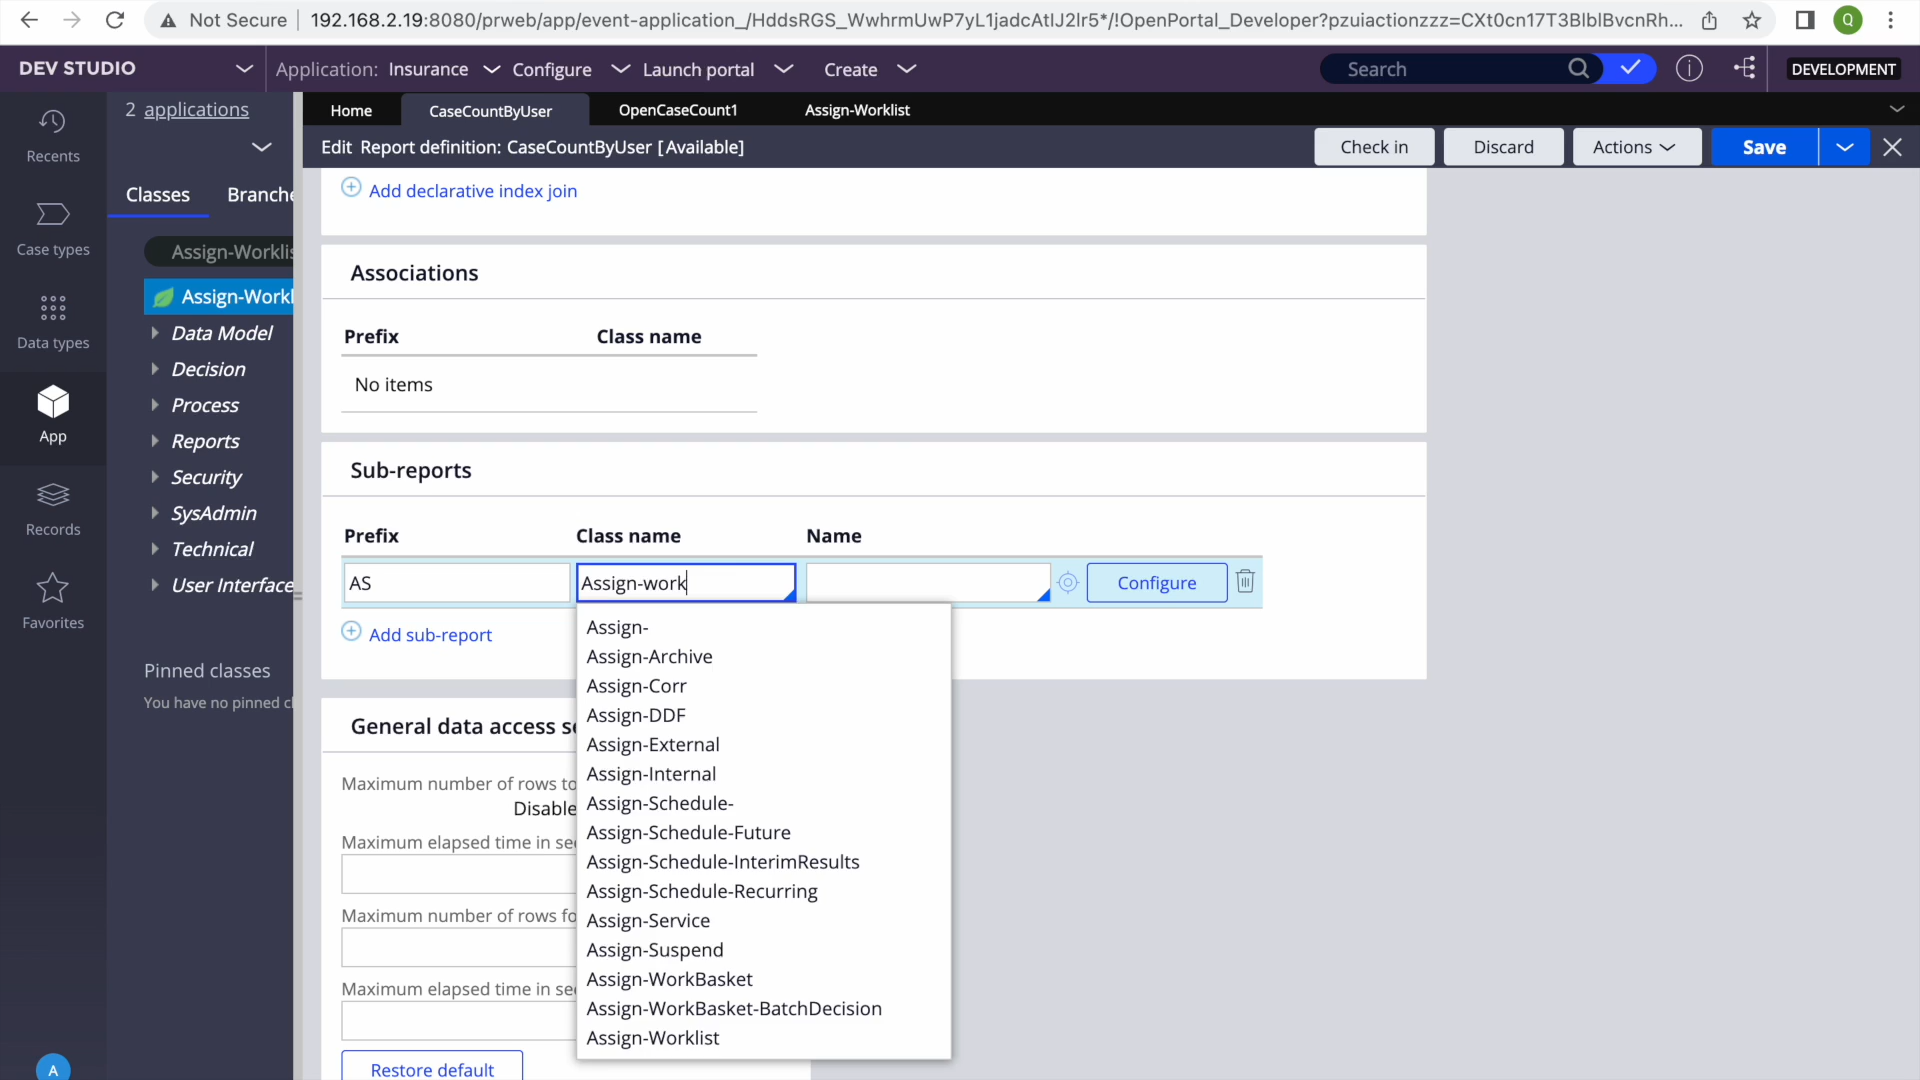 Not Secure 192.168.2.19:8080/prweb/app/event-application_/HddsRGS_WwhrmUwP7yL1jadcAtIJ2Ir5*/!OpenPortal_Developer?pzuiactionzzz=CXt0cn17T3BlblBvcnRh... Q
DEV STUDIO Application: Insurance Configure Launch portal Create Search DEVELOPMENT
2 applications
Home CaseCountByUser OpenCaseCount1 Assign-Worklist
Edit Report definition: CaseCountByUser [Available] Check in Discard Actions Save
Recents
Case types
Data types
App
Records
Favorites
A
Classes Branche
Assign-Worklis
Assign-Workl
Data Model
Decision
Process
Reports
Security
SysAdmin
Technical
User Interface
Pinned classes
You have no pinned cl
Add declarative index join
Associations
Prefix Class name
No items
Sub-reports
Prefix Class name Name
AS Assign-work Configure
Add sub-report
Assign-
Assign-Archive
Assign-Corr
Assign-DDF
Assign-External
Assign-Internal
Assign-Schedule-
Assign-Schedule-Future
Assign-Schedule-InterimResults
Assign-Schedule-Recurring
Assign-Service
Assign-Suspend
Assign-WorkBasket
Assign-WorkBasket-BatchDecision
Assign-Worklist
General data access se
Maximum number of rows to
Disable
Maximum elapsed time in sec
Maximum number of rows fo
Maximum elapsed time in sec
Restore default